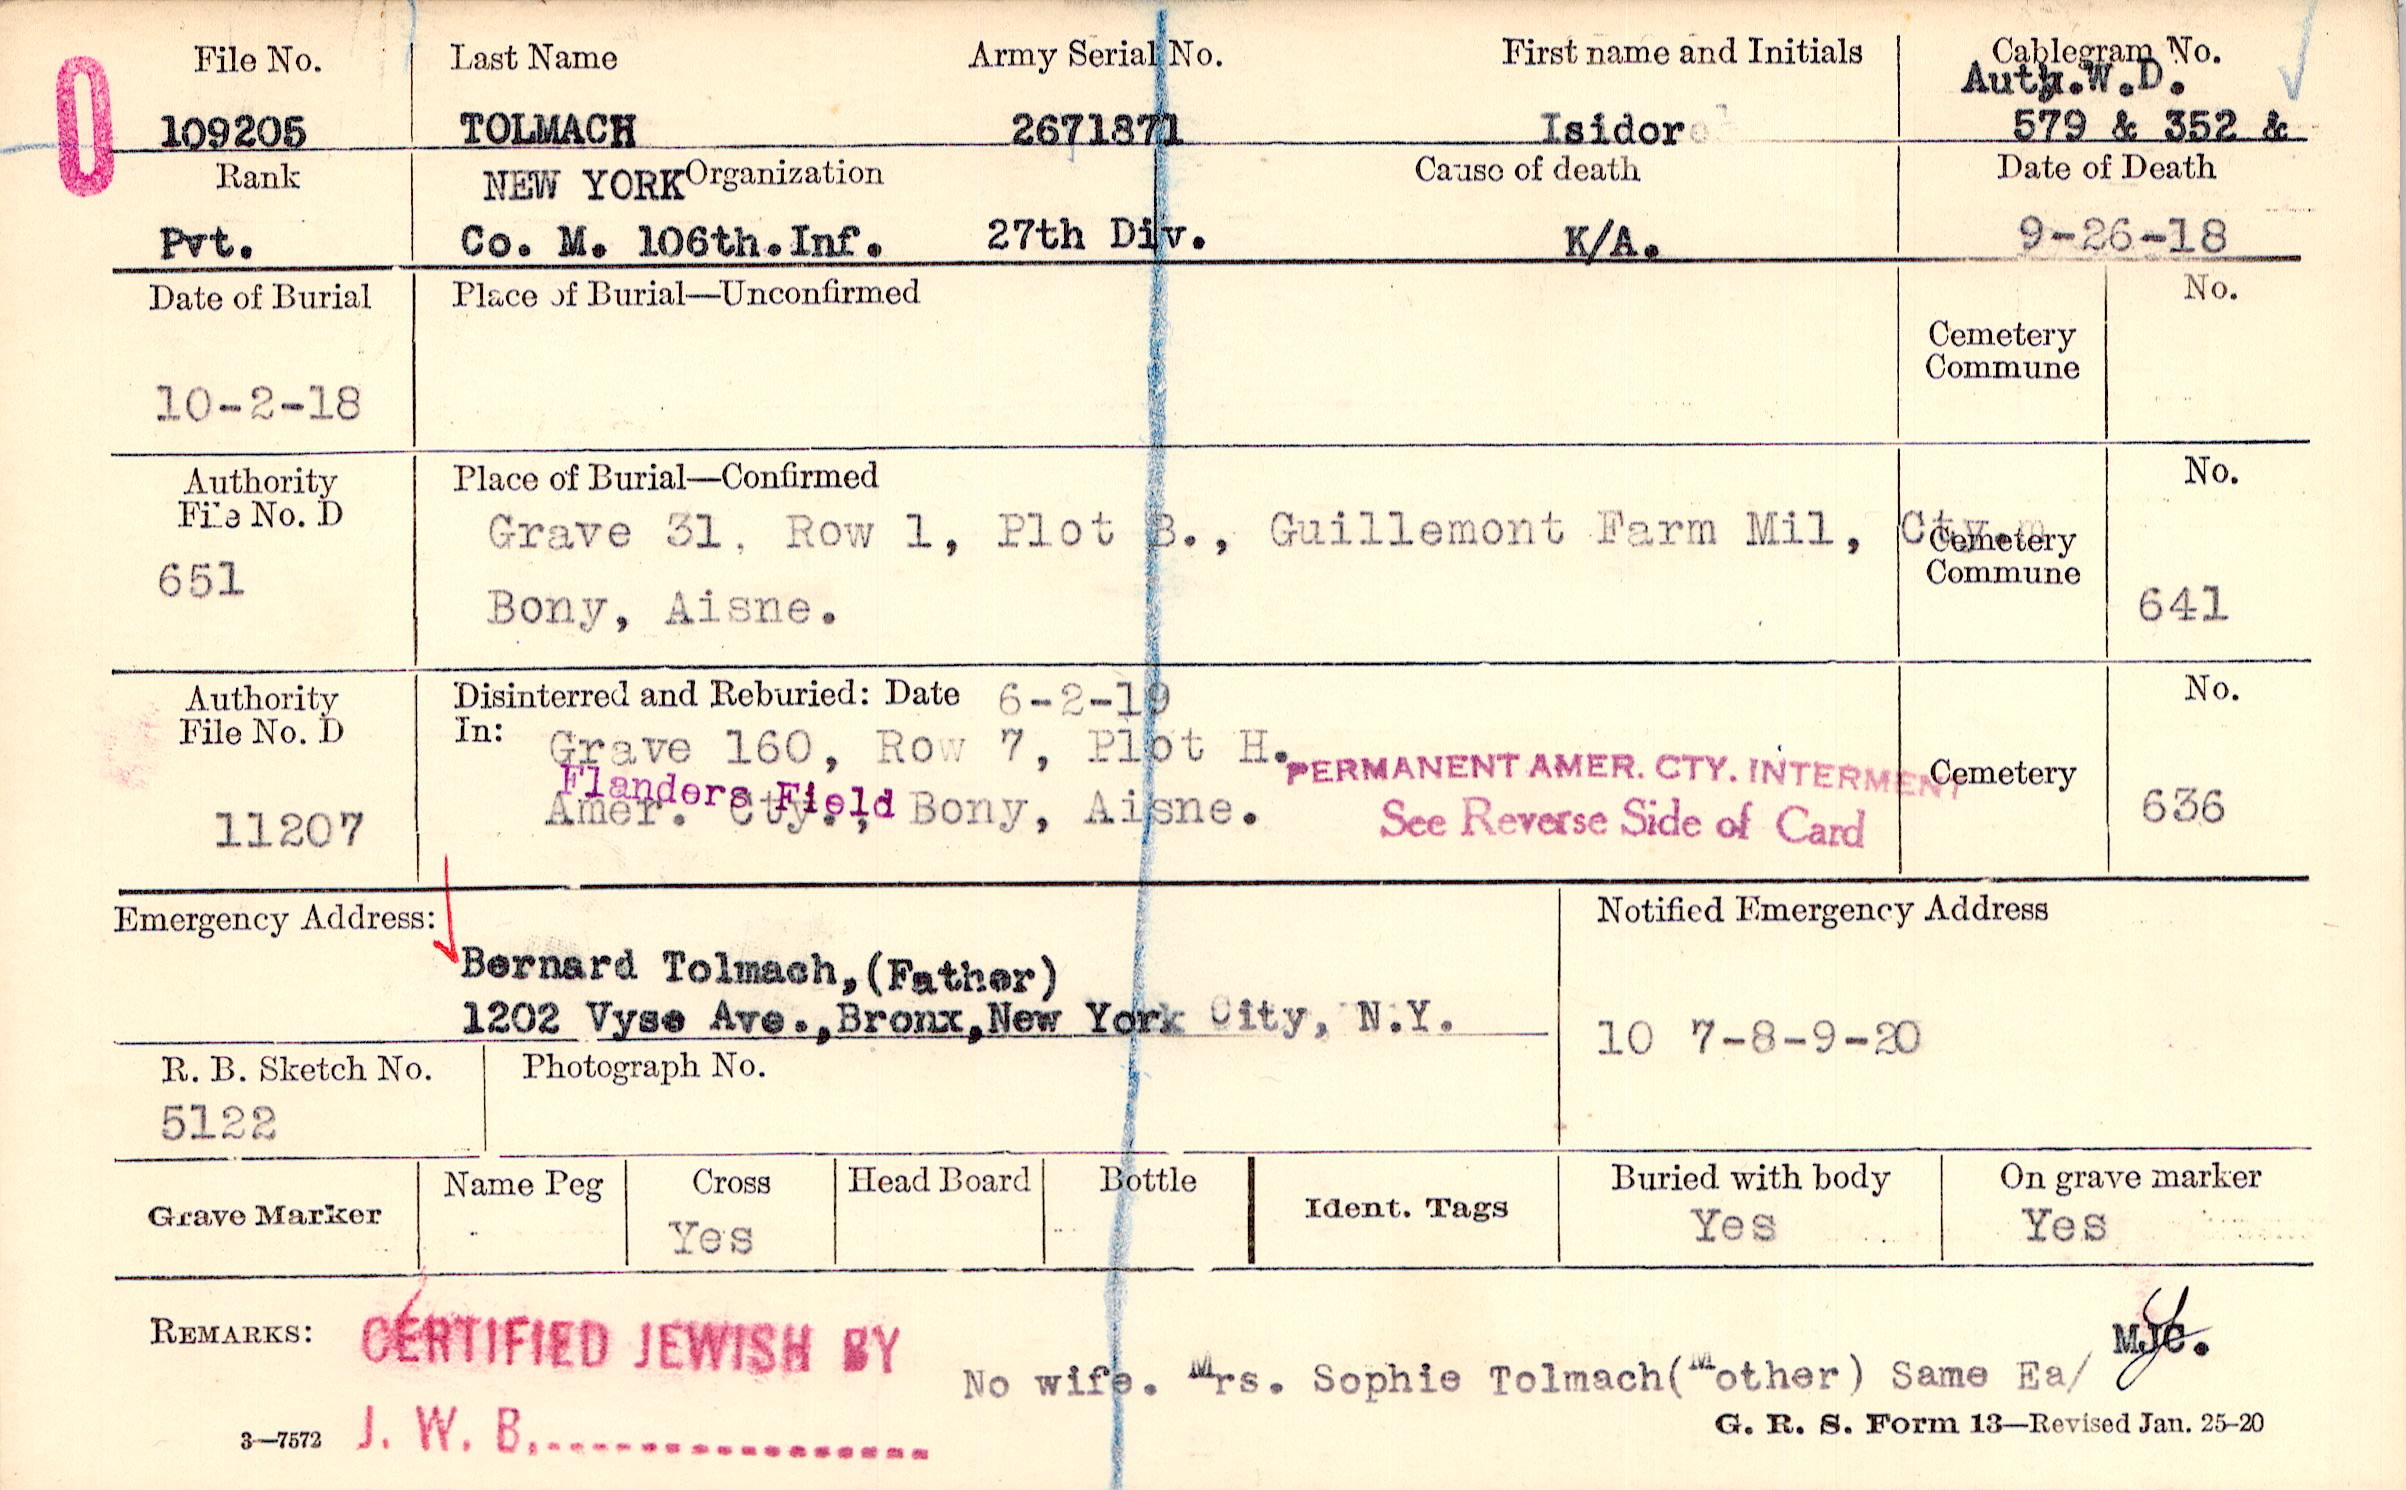 File No. Last Name Army Serial No. First name and Initials Cablegram No.
Auth.W.D.
109205 TOLMACH 2671871 Isidor 579 & 352 &
Rank NEW YORK Organization Cause of death Date of Death
Pvt. Co. M. 106th.Inf. 27th Div. K/A. 9-26-18
Date of Burial Place of Burial—Unconfirmed No.
Cemetery
Commune
10-2-18
Authority Place of Burial—Confirmed No.
File No. D
Grave 31, Row 1, Plot B., Guillemont Farm Mil, Cty.
Cemetery
Commune
651
Bony, Aisne. 641
Authority Disinterred and Reburied: Date 6-2-19 No.
File No. D In: Grave 160, Row 7, Plot H.
PERMANENT AMER. CTY. INTERMENT
Cemetery
Flanders Field
Amer. Cty., Bony, Aisne. 636
See Reverse Side of Card
11207
Emergency Address: Notified Emergency Address
Bernard Tolmach,(Father)
1202 Vyse Ave.,Bronx,New York City, N.Y.
10 7-8-9-20
R. B. Sketch No. Photograph No.
5122
Grave Marker Name Peg Cross Head Board Bottle Ident. Tags Buried with body On grave marker
Yes Yes Yes
REMARKS: CERTIFIED JEWISH BY
MJC.
No wife. Mrs. Sophie Tolmach(Mother) Same Ea/
J. W. B.
3—7572
G. R. S. Form 13—Revised Jan. 25-20